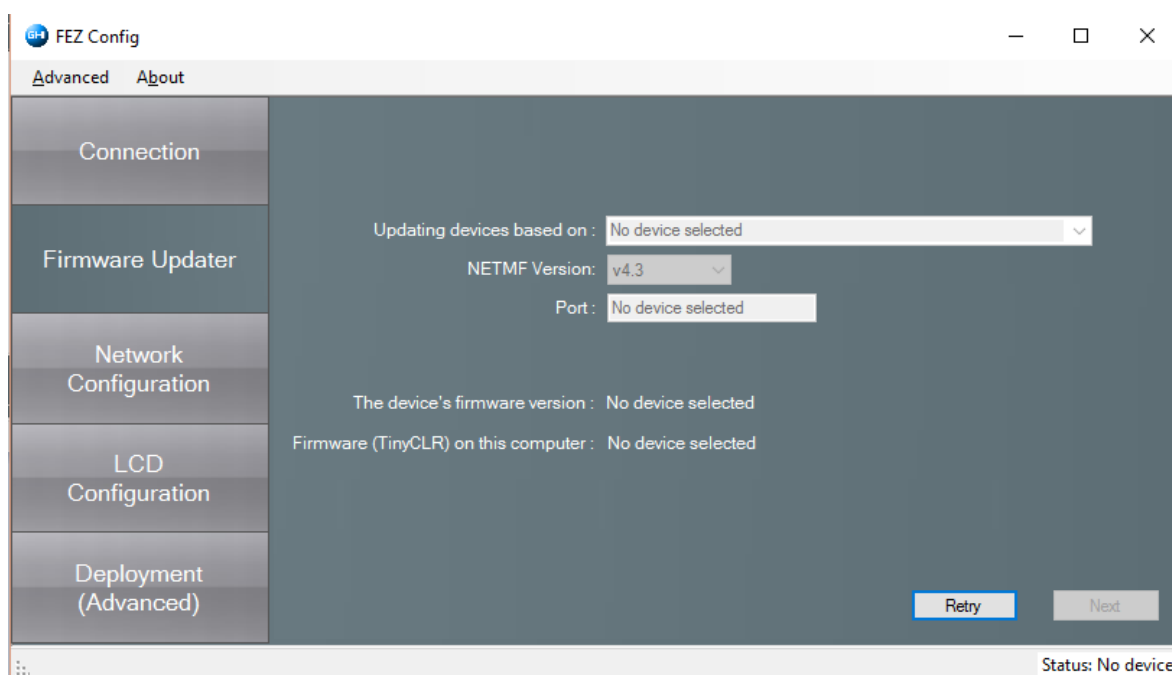 GHI FEZ Config
Advanced About
Connection
Firmware Updater
Network
Configuration
LCD
Configuration
Deployment
(Advanced)
Updating devices based on : No device selected
NETMF Version: v4.3
Port : No device selected
The device's firmware version : No device selected
Firmware (TinyCLR) on this computer : No device selected
Retry Next
Status: No device